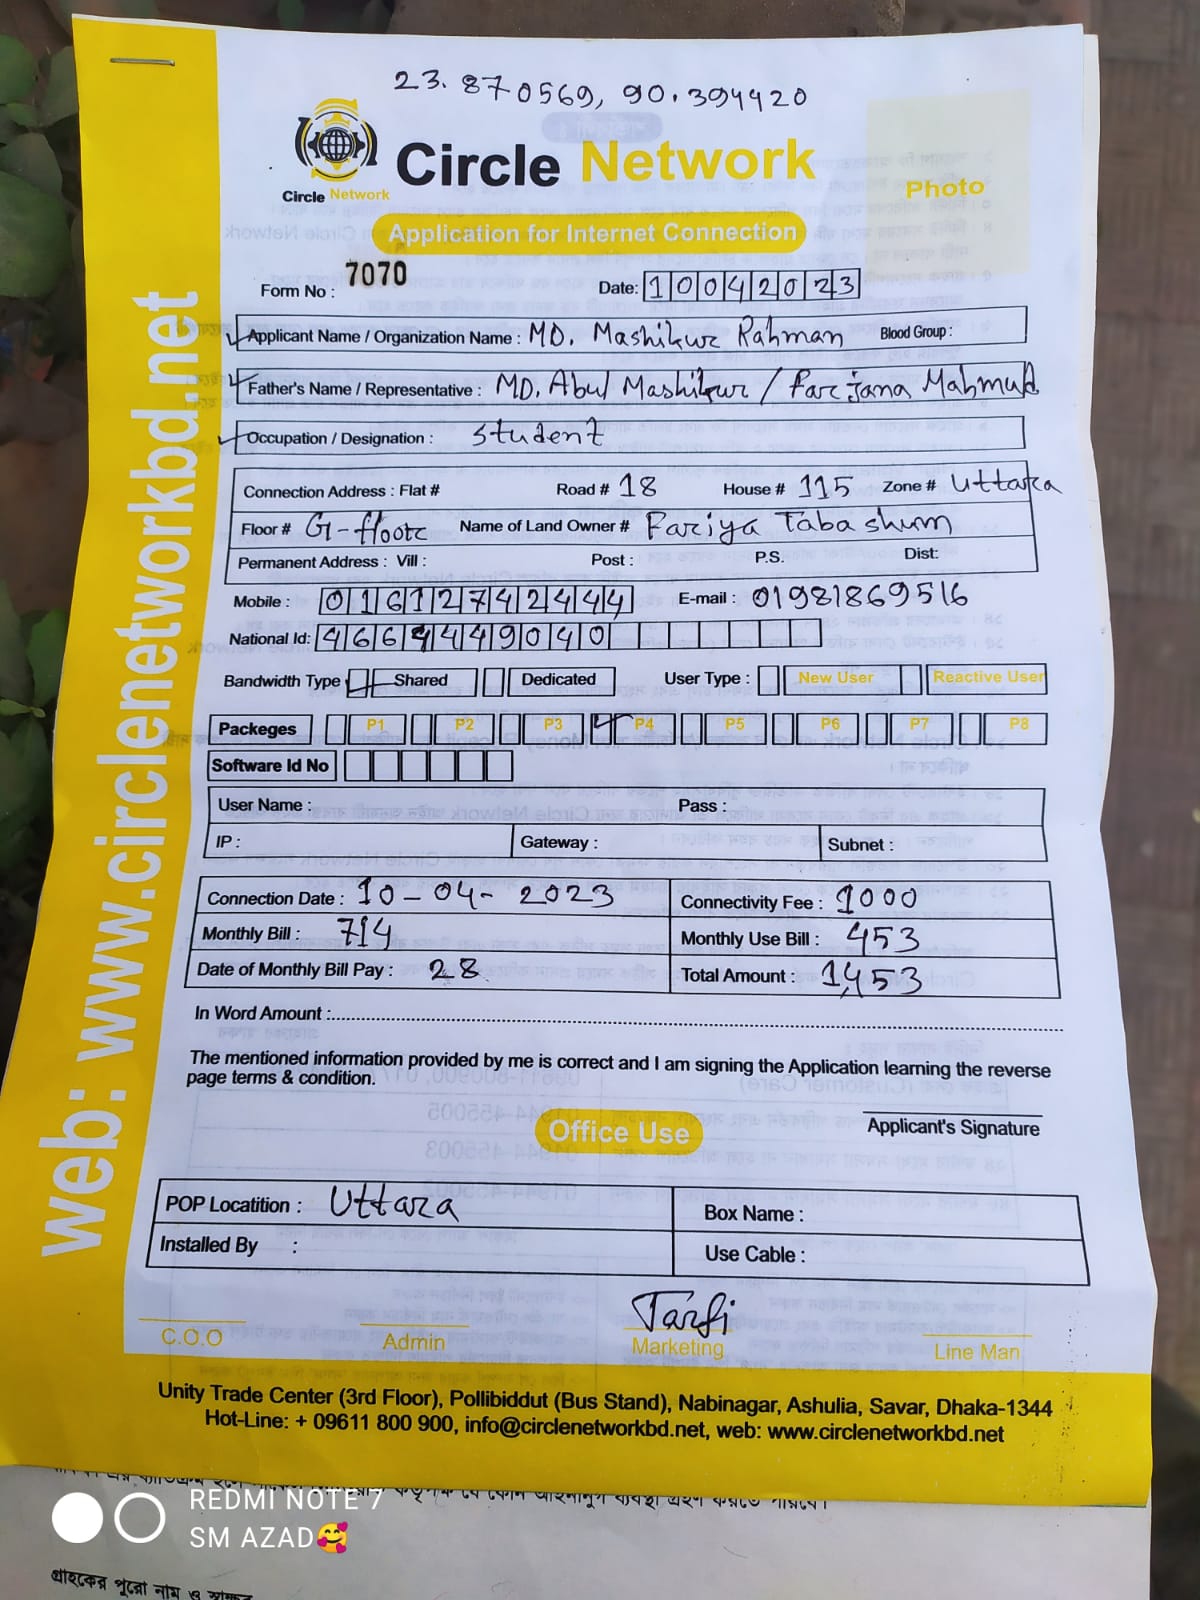 23.870569, 90.394420
Circle Network
Circle Network
Photo
Application for Internet Connection
Form No : 7070
Date: 10042023
Applicant Name / Organization Name : MD. Mashikur Rahman Blood Group :
Father's Name / Representative : MD. Abul Mashikur / Farjana Mahmud
Occupation / Designation : Student
Connection Address : Flat # Road # 18 House # 115 Zone # Uttara
Floor # G-floor Name of Land Owner # Fariya Tabashum
Permanent Address : Vill : Post : P.S. Dist:
Mobile : 01612742444 E-mail : 01981869516
National Id: 4664449040
Bandwidth Type Shared Dedicated User Type : New User Reactive User
Packeges P1 P2 P3 P4 P5 P6 P7 P8
Software Id No
User Name : Pass :
IP : Gateway : Subnet :
Connection Date : 10-04-2023 Connectivity Fee : 1000
Monthly Bill : 714 Monthly Use Bill : 453
Date of Monthly Bill Pay : 28 Total Amount : 1,453
In Word Amount :
The mentioned information provided by me is correct and I am signing the Application learning the reverse
page terms & condition.
Applicant's Signature
Office Use
POP Locatition : Uttara Box Name :
Installed By : Use Cable :
Tarfi
C.O.O Admin Marketing Line Man
Unity Trade Center (3rd Floor), Pollibiddut (Bus Stand), Nabinagar, Ashulia, Savar, Dhaka-1344
Hot-Line: + 09611 800 900, info@circlenetworkbd.net, web: www.circlenetworkbd.net
web: www.circlenetworkbd.net
REDMI NOTE 7
SM AZAD🥰
গ্রাহকের পুরো নাম ও